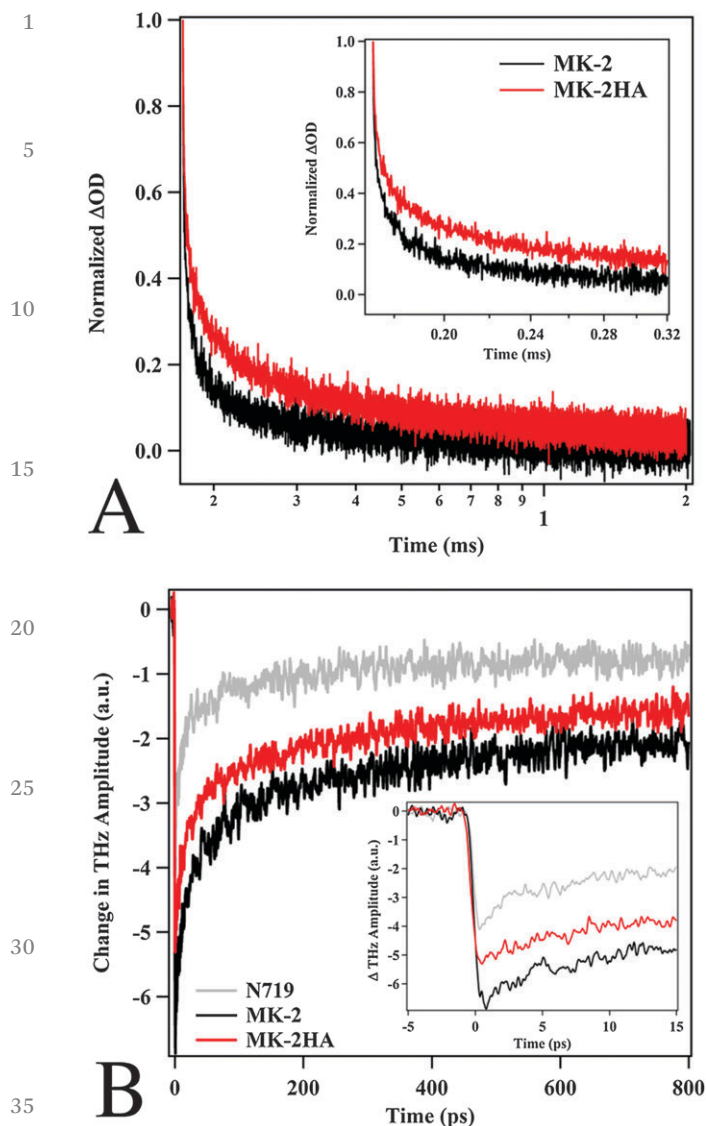 1
5
10
15
20
25
30
35
Normalized ΔOD
1.0
0.8
0.6
0.4
0.2
0.0
2 3 4 5 6 7 8 9 1 2
Time (ms)
A
Normalized ΔOD
1.0
0.8
0.6
0.4
0.2
0.0
MK-2
MK-2HA
0.20 0.24 0.28 0.32
Time (ms)
Change in THz Amplitude (a.u.)
0
-1
-2
-3
-4
-5
-6
N719
MK-2
MK-2HA
0 200 400 600 800
Time (ps)
B
Δ THz Amplitude (a.u.)
0
-1
-2
-3
-4
-5
-6
-5 0 5 10 15
Time (ps)